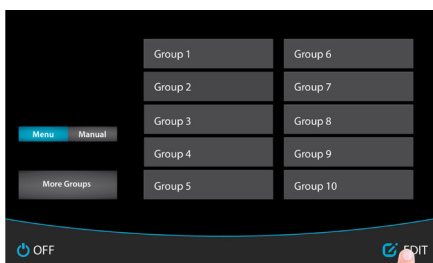 Group 1
Group 6
Group 2
Group 7
Group 3
Group 8
Menu
Manual
Group 4
Group 9
More Groups
Group 5
Group 10
OFF
EDIT